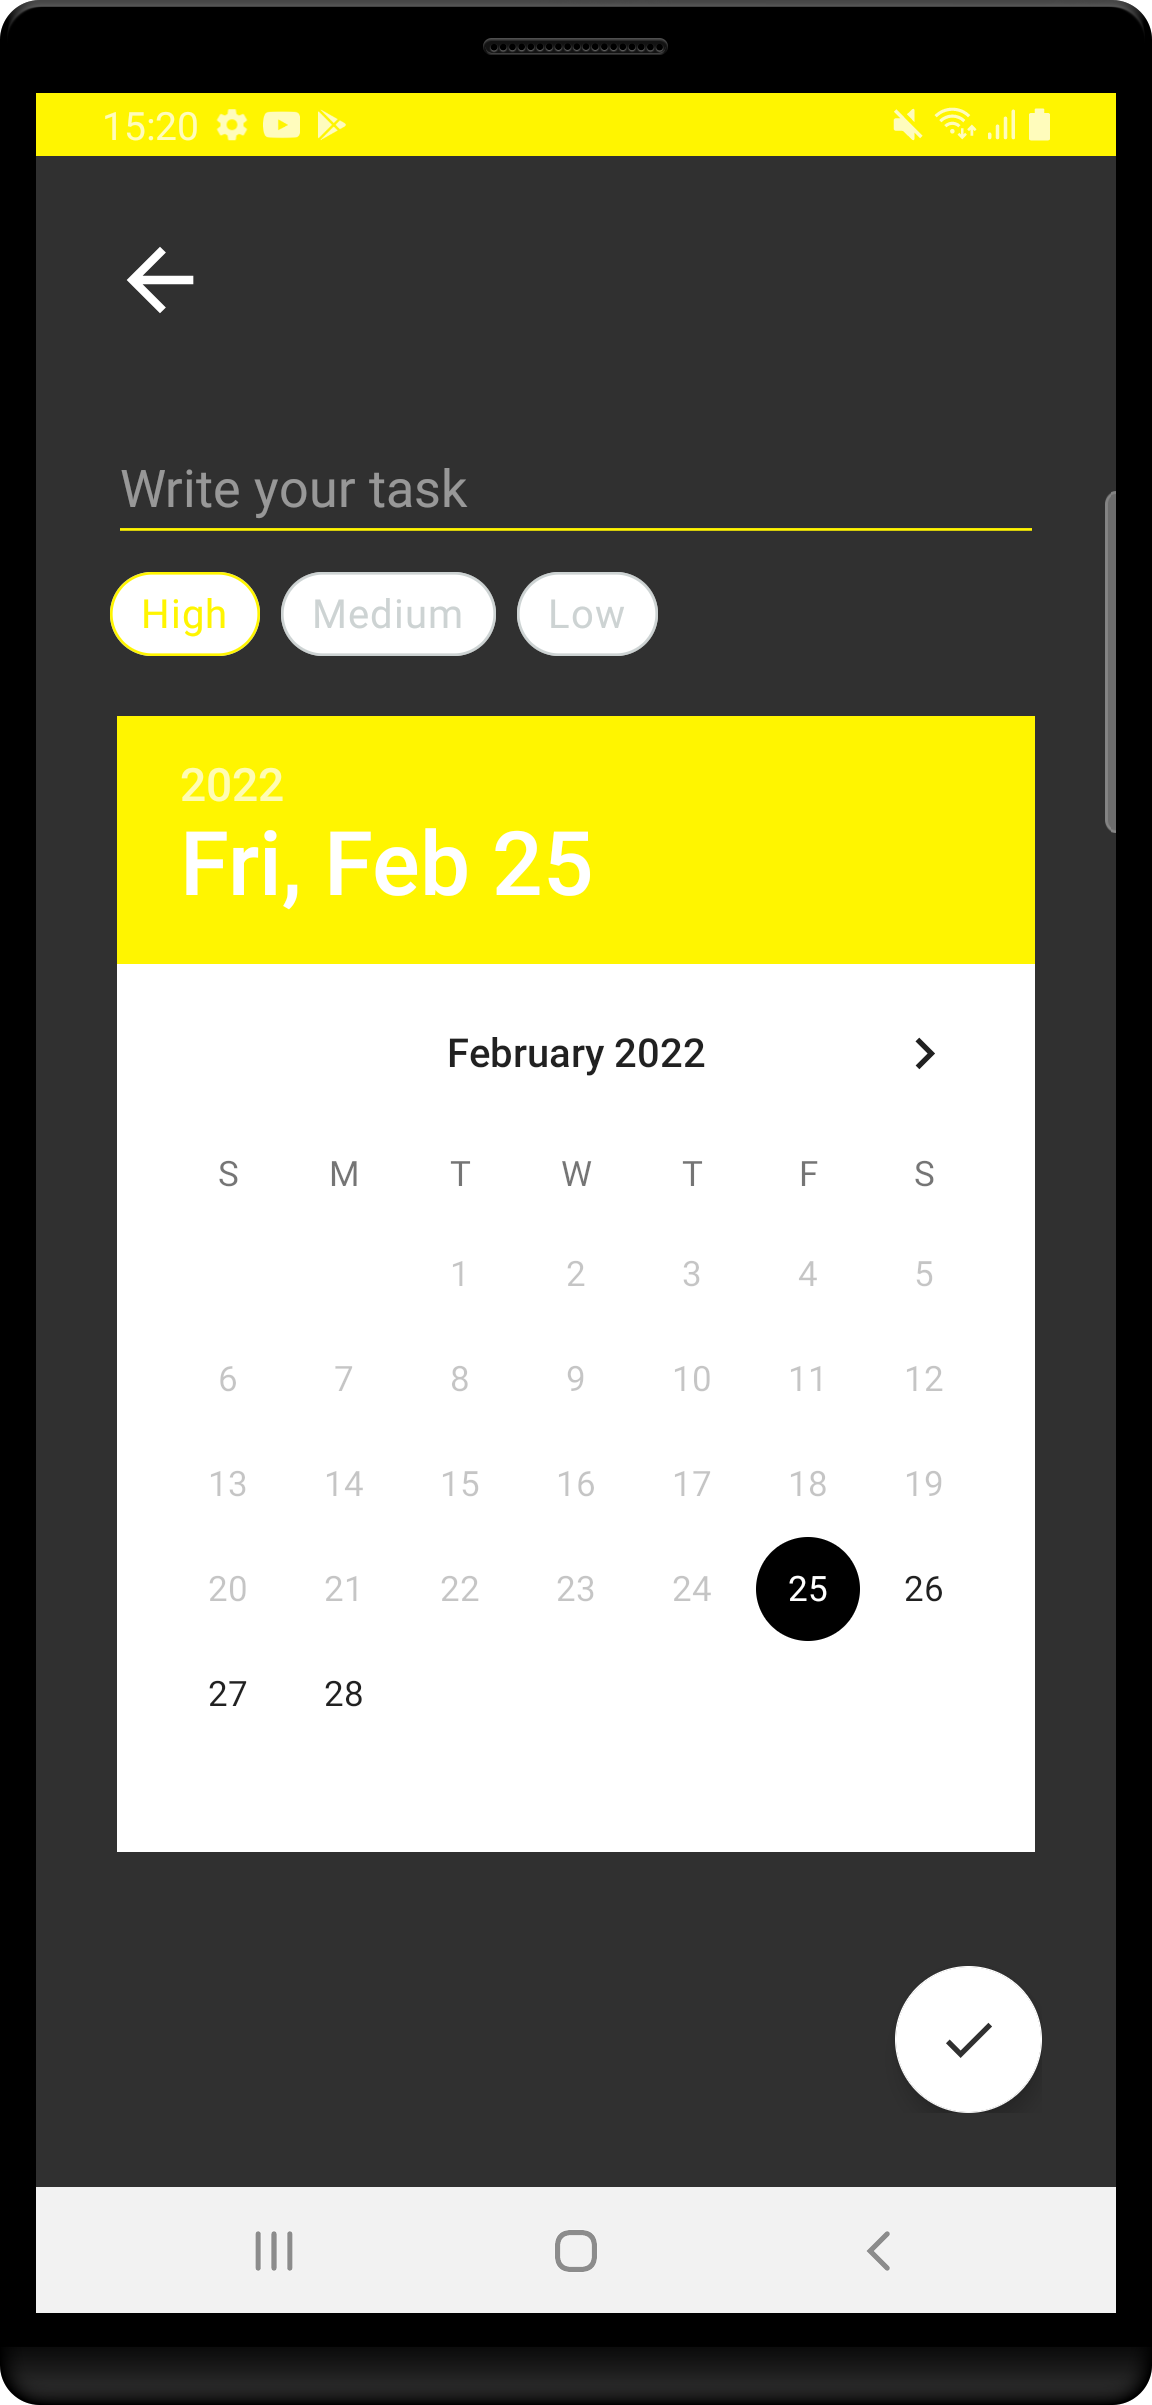 15:20
Write your task
High Medium Low
2022
Fri, Feb 25
February 2022
S M T W T F S
1 2 3 4 5
6 7 8 9 10 11 12
13 14 15 16 17 18 19
20 21 22 23 24 25 26
27 28